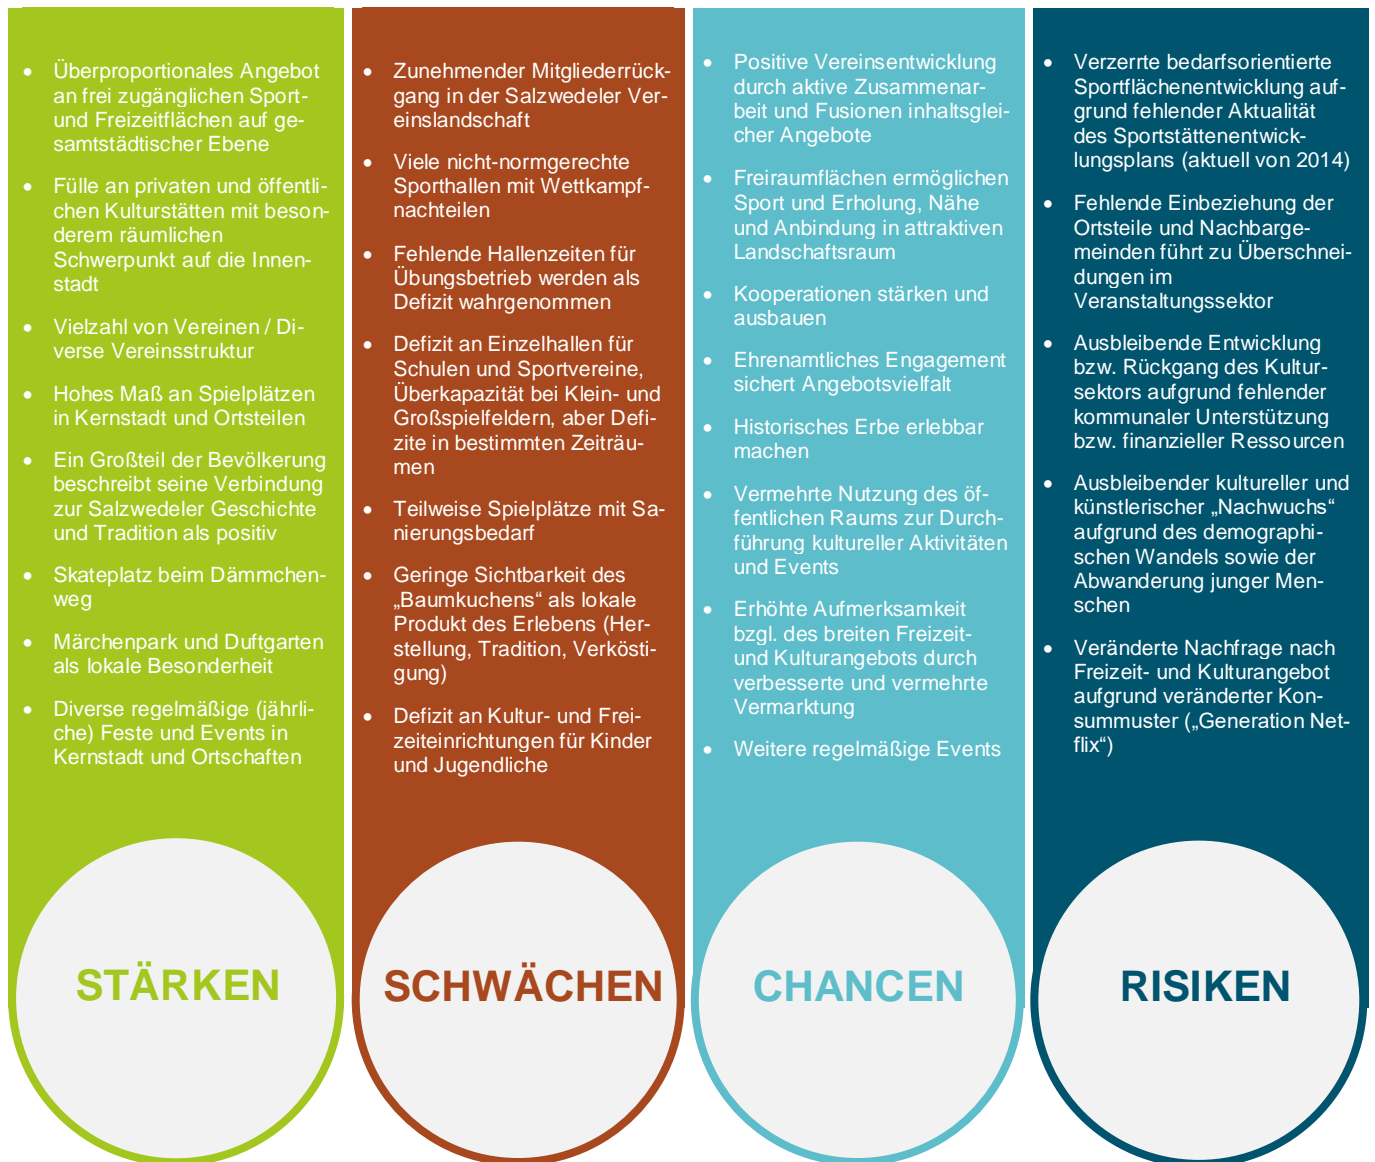 • Überproportionales Angebot
an frei zugänglichen Sport-
und Freizeitflächen auf ge-
samtstädtischer Ebene
• Fülle an privaten und öffentli-
chen Kulturstätten mit beson-
derem räumlichen
Schwerpunkt auf die Innen-
stadt
• Vielzahl von Vereinen / Di-
verse Vereinsstruktur
• Hohes Maß an Spielplätzen
in Kernstadt und Ortsteilen
• Ein Großteil der Bevölkerung
beschreibt seine Verbindung
zur Salzwedeler Geschichte
und Tradition als positiv
• Skateplatz beim Dämmchen-
weg
• Märchenpark und Duftgarten
als lokale Besonderheit
• Diverse regelmäßige (jährli-
che) Feste und Events in
Kernstadt und Ortschaften
STÄRKEN
• Zunehmender Mitgliederrück-
gang in der Salzwedeler Ver-
einslandschaft
• Viele nicht-normgerechte
Sporthallen mit Wettkampf-
nachteilen
• Fehlende Hallenzeiten für
Übungsbetrieb werden als
Defizit wahrgenommen
• Defizit an Einzelhallen für
Schulen und Sportvereine,
Überkapazität bei Klein- und
Großspielfeldern, aber Defi-
zite in bestimmten Zeiträu-
men
• Teilweise Spielplätze mit Sa-
nierungsbedarf
• Geringe Sichtbarkeit des
„Baumkuchens“ als lokale
Produkt des Erlebens (Her-
stellung, Tradition, Verkösti-
gung)
• Defizit an Kultur- und Frei-
zeiteinrichtungen für Kinder
und Jugendliche
SCHWÄCHEN
• Positive Vereinsentwicklung
durch aktive Zusammenar-
beit und Fusionen inhaltsglei-
cher Angebote
• Freiraumflächen ermöglichen
Sport und Erholung, Nähe
und Anbindung in attraktiven
Landschaftsraum
• Kooperationen stärken und
ausbauen
• Ehrenamtliches Engagement
sichert Angebotsvielfalt
• Historisches Erbe erlebbar
machen
• Vermehrte Nutzung des öf-
fentlichen Raums zur Durch-
führung kultureller Aktivitäten
und Events
• Erhöhte Aufmerksamkeit
bzgl. des breiten Freizeit-
und Kulturangebots durch
verbesserte und vermehrte
Vermarktung
• Weitere regelmäßige Events
CHANCEN
• Verzerrte bedarfsorientierte
Sportflächenentwicklung auf-
grund fehlender Aktualität
des Sportstättenentwick-
lungsplans (aktuell von 2014)
• Fehlende Einbeziehung der
Ortsteile und Nachbarge-
meinden führt zu Überschnei-
dungen im
Veranstaltungssektor
• Ausbleibende Entwicklung
bzw. Rückgang des Kultur-
sektors aufgrund fehlender
kommunaler Unterstützung
bzw. finanzieller Ressourcen
• Ausbleibender kultureller und
künstlerischer „Nachwuchs“
aufgrund des demographi-
schen Wandels sowie der
Abwanderung junger Men-
schen
• Veränderte Nachfrage nach
Freizeit- und Kulturangebot
aufgrund veränderter Kon-
summuster („Generation Net-
flix“)
RISIKEN